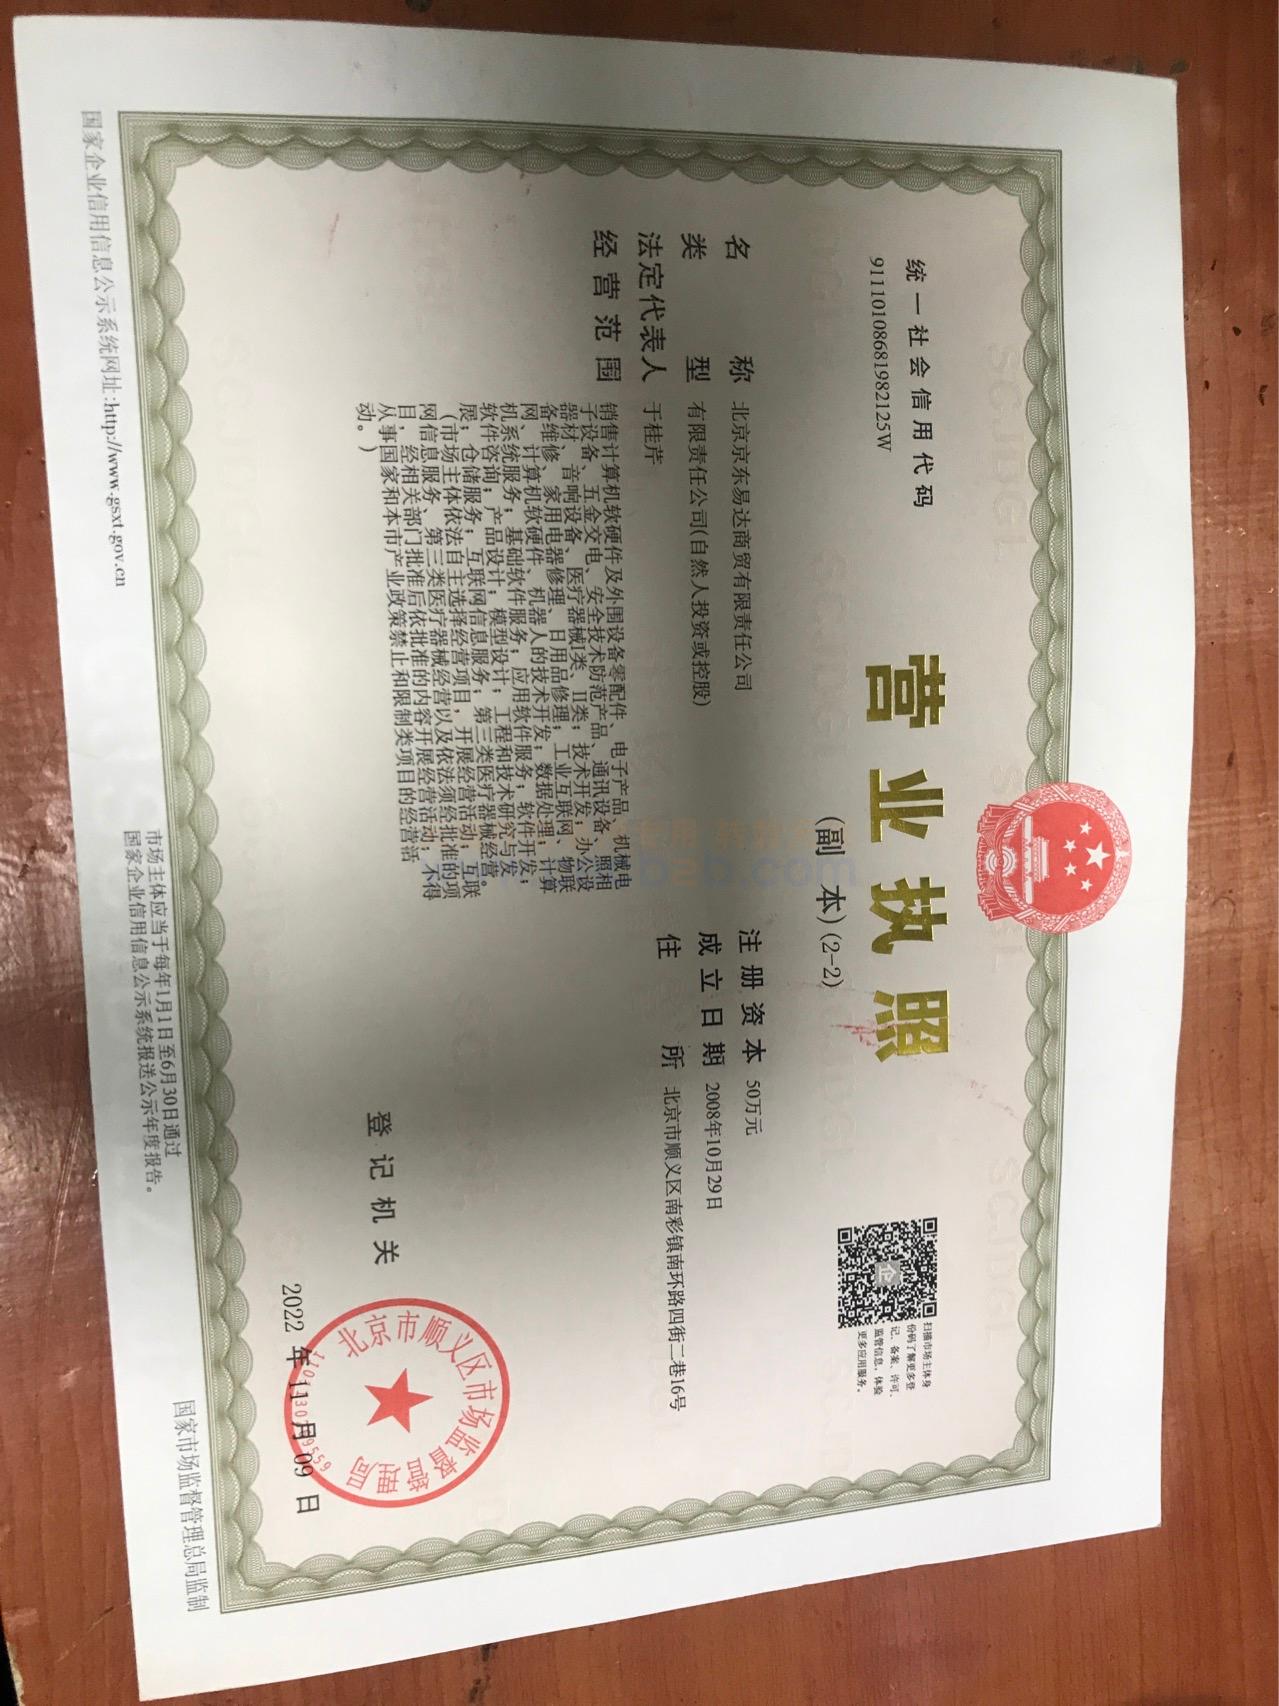 统一社会信用代码
91110108681982125W
营业执照
(副 本)(2-2)
扫描市场主体身
份码了解更多登
记、备案、许可、
监管信息，体验
更多应用服务。
名 称 北京京东易达商贸有限责任公司
类 型 有限责任公司(自然人投资或控股)
法定代表人 于桂芹
经营范围 销售计算机软硬件及外围设备零配件、电子产品、机械电
子设备、五金交电、安全技术防范产品、通讯设备、照相
器材、音响设备、医疗器械I类、II类；技术开发；办公设
备维修、家用电器修理、日用品修理；工业互联网、物联
网、计算机软硬件、机器人的技术开发；数据处理；计算
机系统服务；基础软件服务；应用软件服务；软件开发；
软件咨询；产品设计；模型设计；工程和技术研究与发
展；仓储服务；互联网信息服务；第三类医疗器械经营。
（市场主体依法自主选择经营项目，开展经营活动；互联
网信息服务、第三类医疗器械经营以及依法须经批准的项
目，经相关部门批准后依批准的内容开展经营活动；不得
从事国家和本市产业政策禁止和限制类项目的经营活
动。）
注册资本 50万元
成立日期 2008年10月29日
住 所 北京市顺义区南彩镇南环路四街二巷16号
登记机关
北京市顺义区市场监督管理局
2022 年 11 月 09 日
国家企业信用信息公示系统网址:http://www.gsxt.gov.cn
市场主体应当于每年1月1日至6月30日通过
国家企业信用信息公示系统报送公示年度报告。
国家市场监督管理总局监制